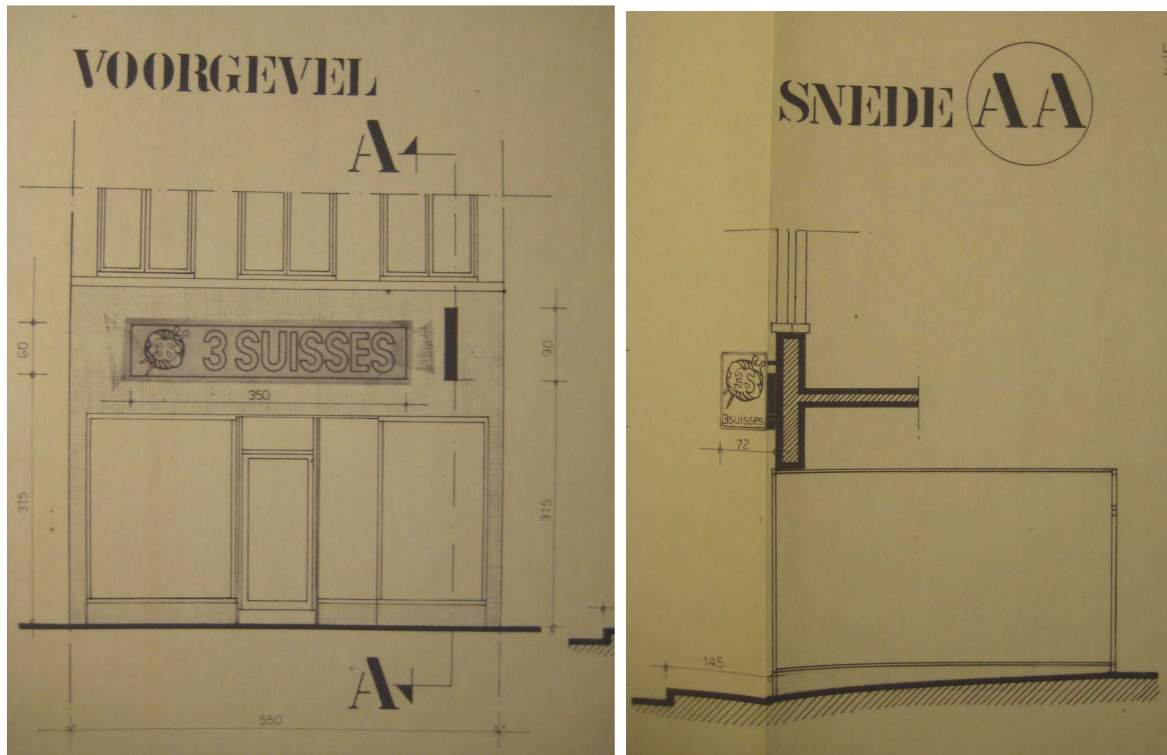 VOORGEVEL
A
60
3 SUISSES
90
350
315
315
A
550
SNEDE AA
3suisses
72
145